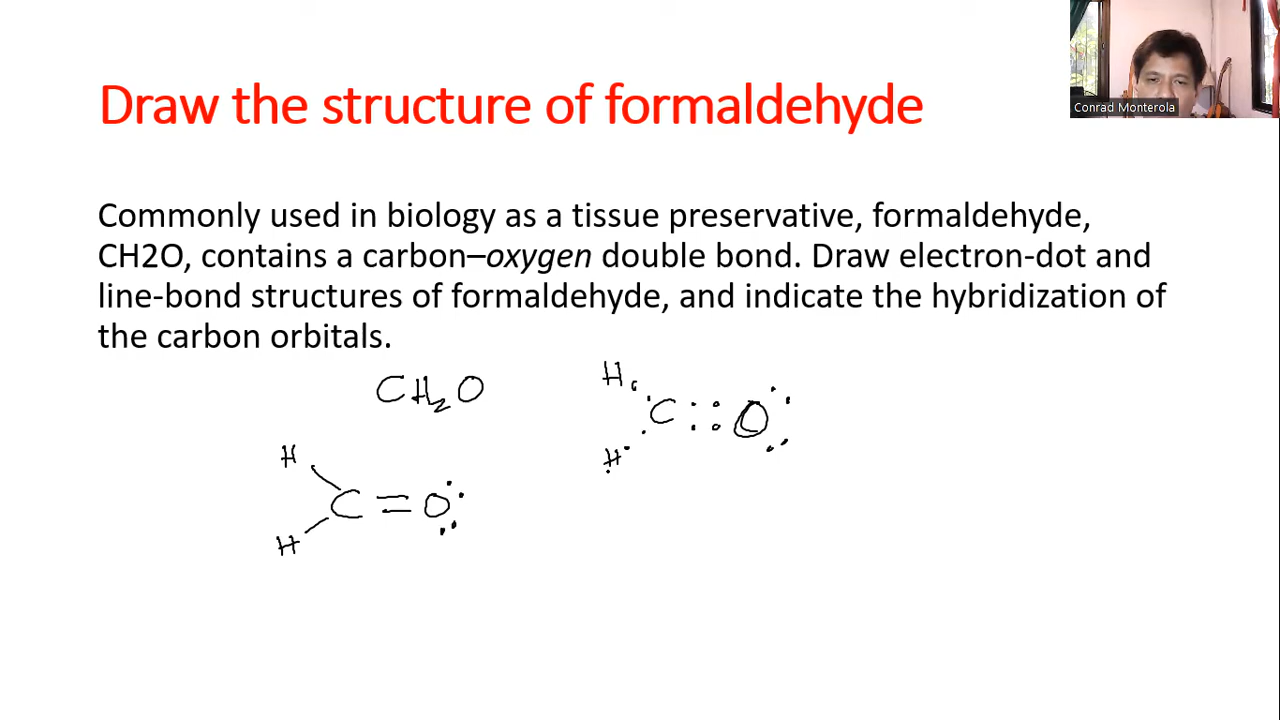 Conrad Monterola
Draw the structure of formaldehyde
Commonly used in biology as a tissue preservative, formaldehyde,
CH2O, contains a carbon–oxygen double bond. Draw electron-dot and
line-bond structures of formaldehyde, and indicate the hybridization of
the carbon orbitals.
CH₂O
H
C :: O
H
H
C = O
H